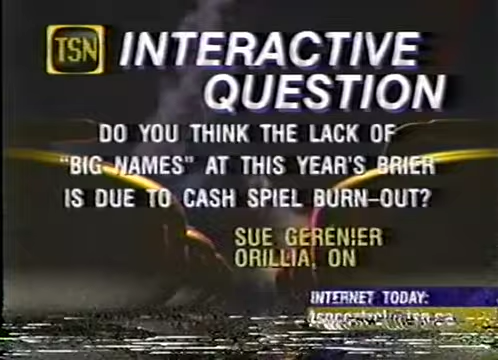 TSN INTERACTIVE
QUESTION
DO YOU THINK THE LACK OF
"BIG NAMES" AT THIS YEAR'S BRIER
IS DUE TO CASH SPIEL BURN-OUT?
SUE GERENIER
ORILLIA, ON
INTERNET TODAY: